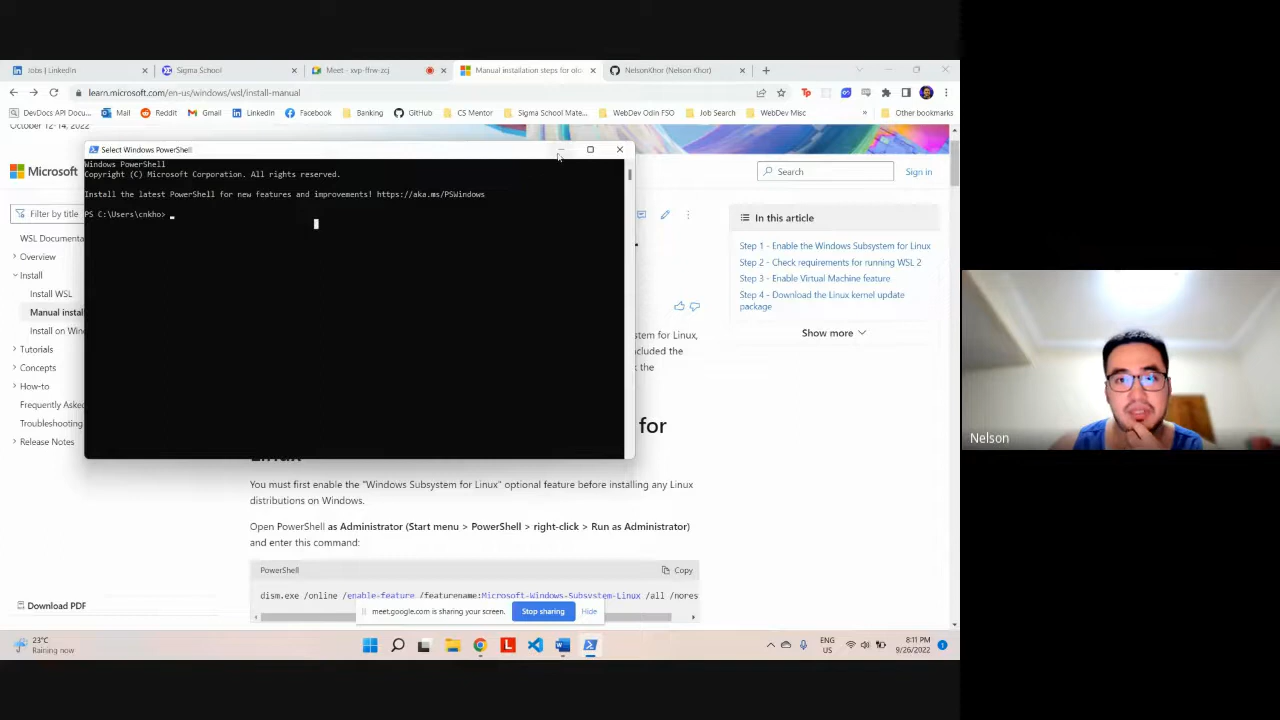 Jobs | LinkedIn
Sigma School
Meet - xvp-ffrw-zcj
Manual installation steps for old
NelsonKhor (Nelson Khor)
learn.microsoft.com/en-us/windows/wsl/install-manual
DevDocs API Docu...
Mail
Reddit
Gmail
LinkedIn
Facebook
Banking
GitHub
CS Mentor
Sigma School Mate...
WebDev Odin FSO
Job Search
WebDev Misc
»
Other bookmarks
October 12-14, 2022
Microsoft
Search
Sign in
Filter by title
WSL Documenta
Overview
Install
Install WSL
Manual instal
Install on Win
Tutorials
Concepts
How-to
Frequently Asked
Troubleshooting
Release Notes
Download PDF
Select Windows PowerShell
Windows PowerShell
Copyright (C) Microsoft Corporation. All rights reserved.
Install the latest PowerShell for new features and improvements! https://aka.ms/PSWindows
PS C:\Users\cnkho>
stem for Linux,
ncluded the
k the
for
Linux
You must first enable the "Windows Subsystem for Linux" optional feature before installing any Linux
distributions on Windows.
Open PowerShell as Administrator (Start menu > PowerShell > right-click > Run as Administrator)
and enter this command:
PowerShell
Copy
dism.exe /online /enable-feature /featurename:Microsoft-Windows-Subsystem-Linux /all /nores
In this article
Step 1 - Enable the Windows Subsystem for Linux
Step 2 - Check requirements for running WSL 2
Step 3 - Enable Virtual Machine feature
Step 4 - Download the Linux kernel update
package
Show more
meet.google.com is sharing your screen.
Stop sharing
Hide
23°C
Raining now
ENG
US
8:11 PM
9/26/2022
1
Nelson